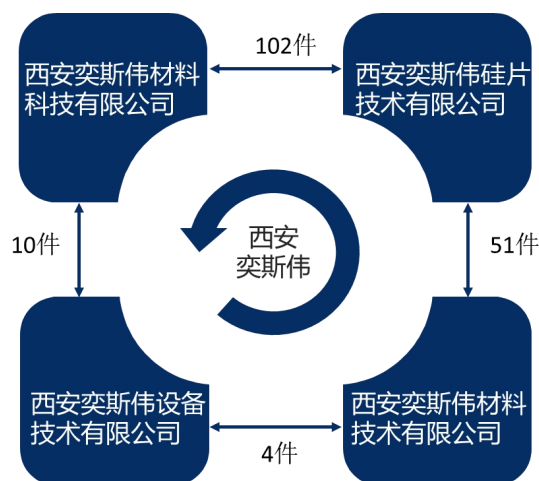 102件
西安奕斯伟材料
科技有限公司
西安奕斯伟硅片
技术有限公司
10件
西安
奕斯伟
51件
西安奕斯伟设备
技术有限公司
西安奕斯伟材料
技术有限公司
4件